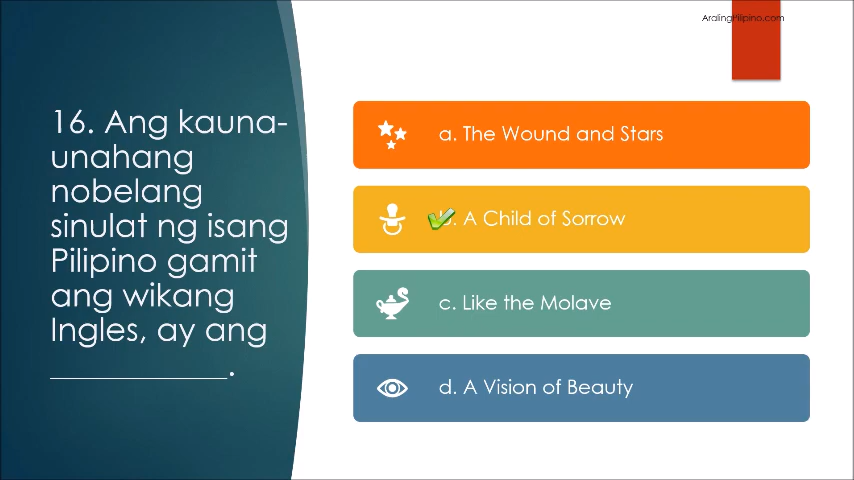 AralingPilipino.com
16. Ang kauna-
unahang
nobelang
sinulat ng isang
Pilipino gamit
ang wikang
Ingles, ay ang
____________.
a. The Wound and Stars
b. A Child of Sorrow
c. Like the Molave
d. A Vision of Beauty